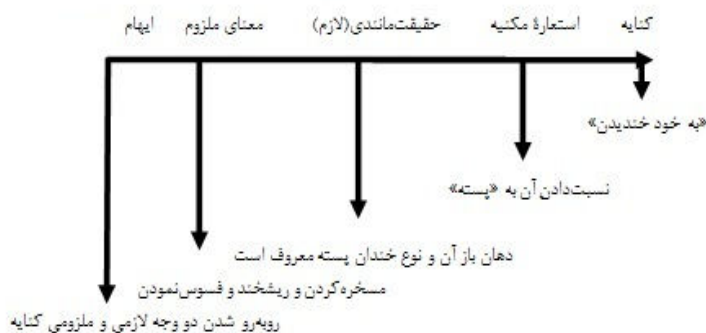 کنایه استعارهٔ مکنیه حقیقت‌مانندی(لازم) معنای ملزوم ایهام
«به خود خندیدن»
نسبت‌دادن آن به «پسته»
دهان باز آن و نوع خندان پسته معروف است
مسخره‌کردن و ریشخند و فسوس‌نمودن
روبه‌رو شدن دو وجه لازمی و ملزومی کنایه